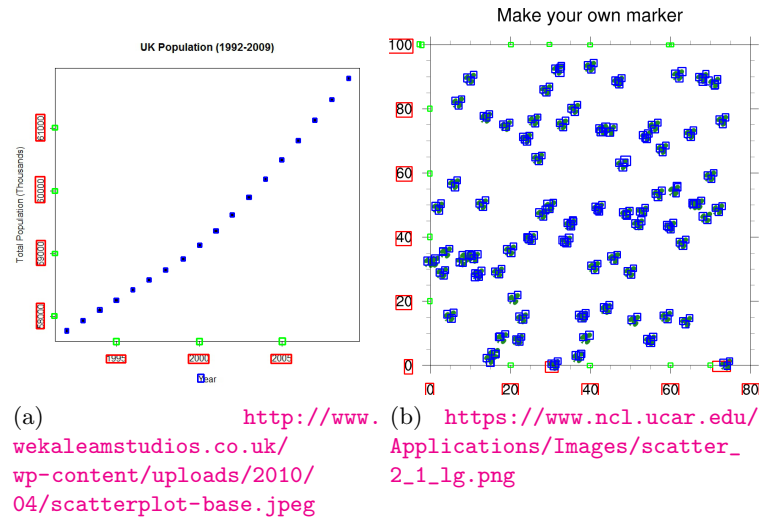 UK Population (1992-2009)
Total Population (Thousands)
61000
60000
59000
58000
1995 2000 2005
Year
Make your own marker
100
80
60
40
20
0
0 20 40 60 80
(a) http://www.
wekaleamstudios.co.uk/
wp-content/uploads/2010/
04/scatterplot-base.jpeg
(b) https://www.ncl.ucar.edu/
Applications/Images/scatter_
2_1_lg.png